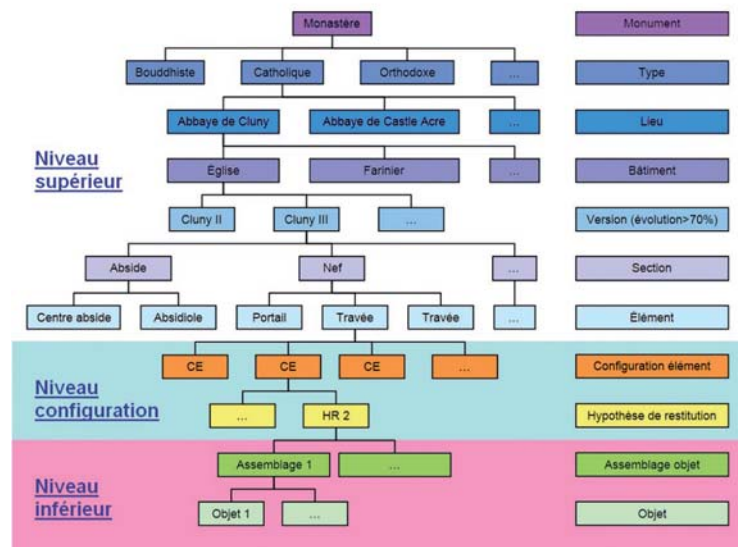 Monastère
Monument
Bouddhiste
Catholique
Orthodoxe
...
Type
Abbaye de Cluny
Abbaye de Castle Acre
...
Lieu
Niveau
supérieur
Église
Farinier
...
Bâtiment
Cluny II
Cluny III
...
Version (évolution>70%)
Abside
Nef
...
Section
Centre abside
Absidiole
Portail
Travée
Travée
...
Élément
Niveau
configuration
CE
CE
CE
...
Configuration élément
...
HR 2
Hypothèse de restitution
Niveau
inférieur
Assemblage 1
...
Assemblage objet
Objet 1
...
Objet